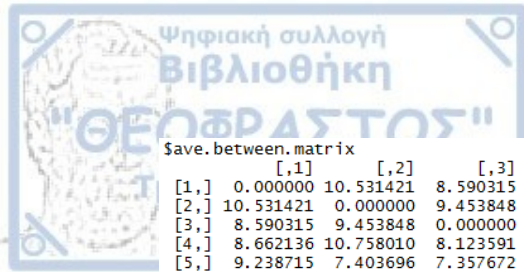 Ψηφιακή συλλογή
Βιβλιοθήκη
"ΘΕΟΦΡΑΣΤΟΣ"
$ave.between.matrix
[,1] [,2] [,3]
[1,] 0.000000 10.531421 8.590315
[2,] 10.531421 0.000000 9.453848
[3,] 8.590315 9.453848 0.000000
[4,] 8.662136 10.758010 8.123591
[5,] 9.238715 7.403696 7.357672